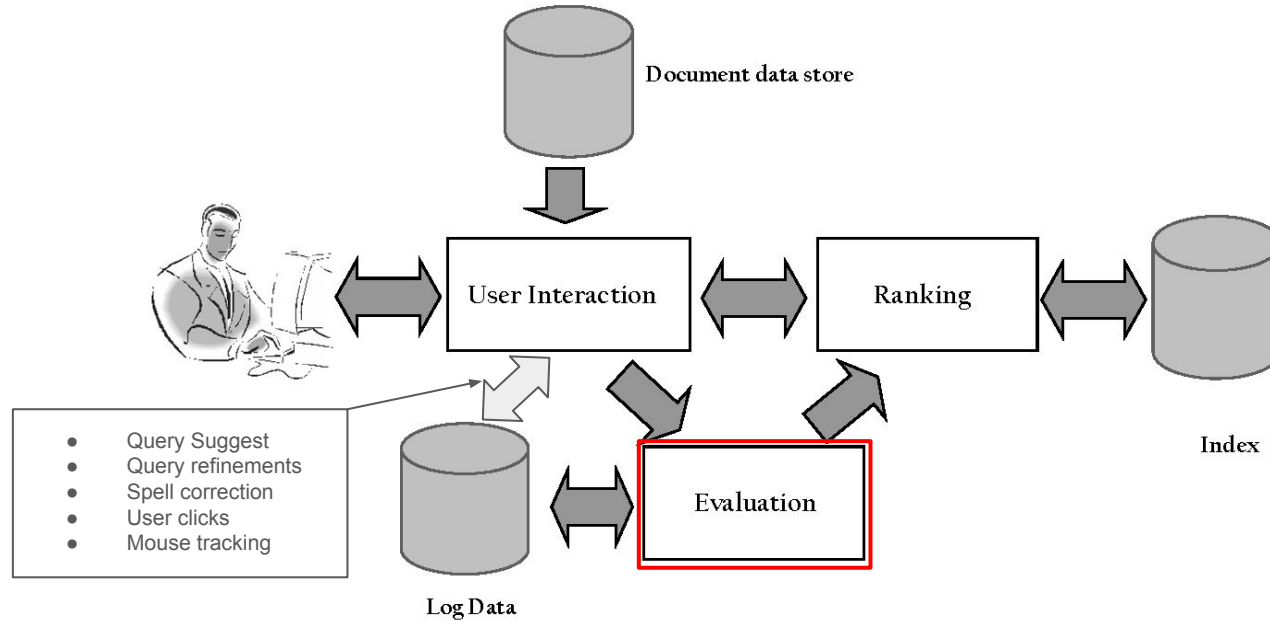 Document data store
User Interaction
Ranking
● Query Suggest
● Query refinements
● Spell correction
● User clicks
● Mouse tracking
Index
Evaluation
Log Data